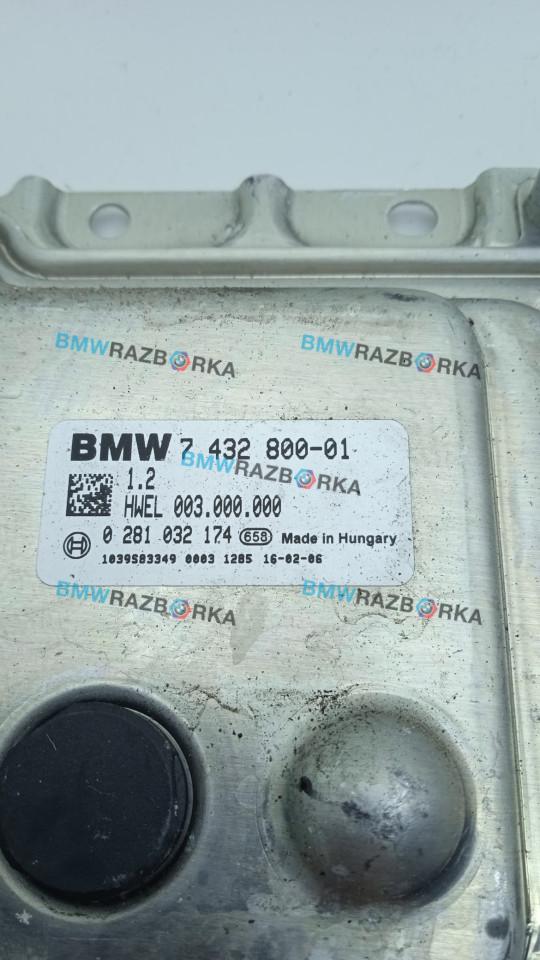 BMWRAZBORKA BMWRAZBORKA
BMW 7 432 800-01
BMWRAZBORKA
1.2
HWEL 003.000.000
0 281 032 174 658 Made in Hungary
1039S83349 0003 1285 16-02-06
BMWRAZBORKA BMWRAZBORKA